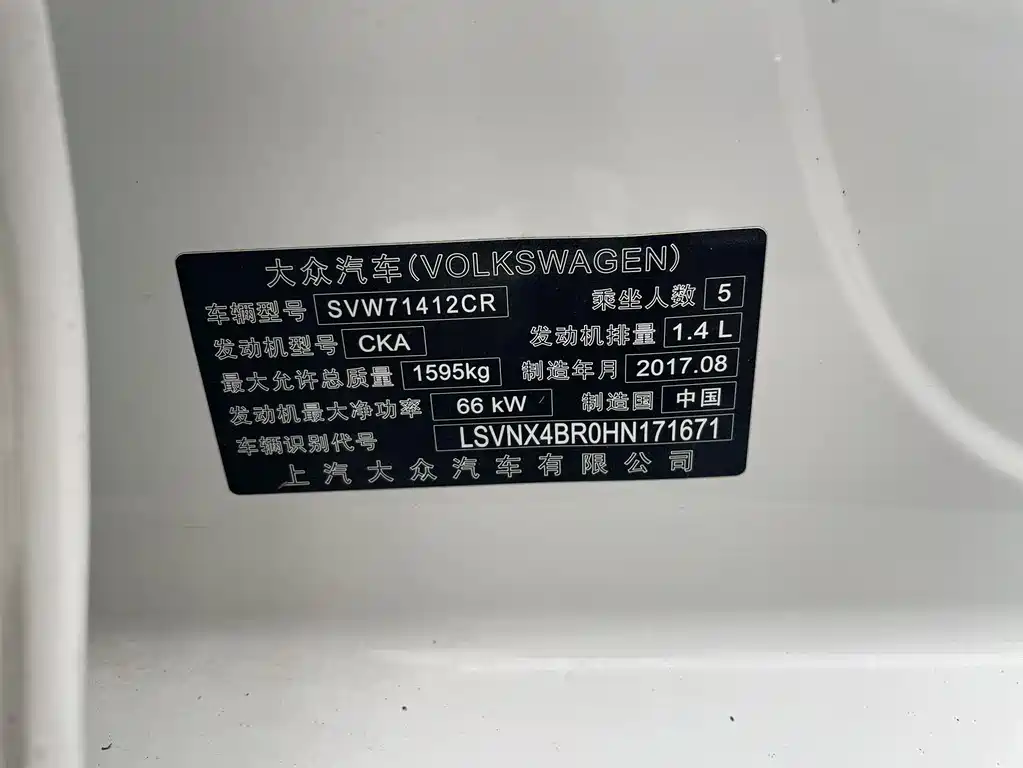 大众汽车(VOLKSWAGEN)
车辆型号 SVW71412CR 乘坐人数 5
发动机型号 CKA 发动机排量 1.4 L
最大允许总质量 1595kg 制造年月 2017.08
发动机最大净功率 66 kW 制造国 中国
车辆识别代号 LSVNX4BR0HN171671
上汽大众汽车有限公司